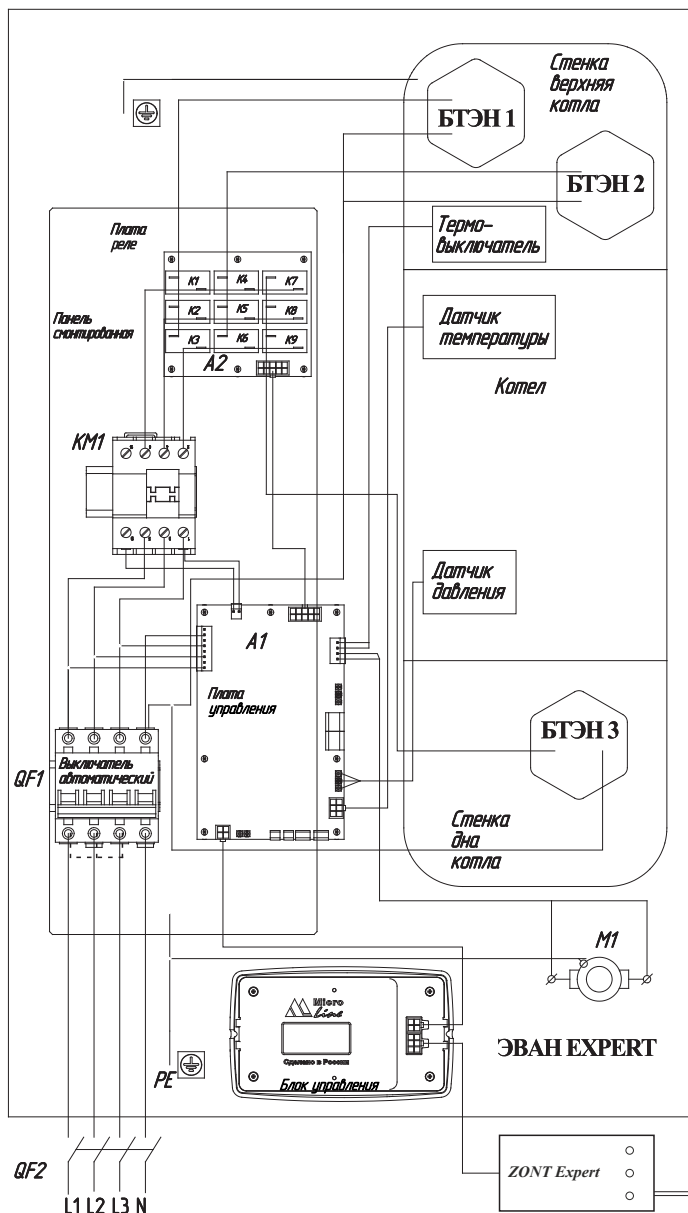 Стенка
верхняя
котла
БТЭН 1
БТЭН 2
Термо-
выключатель
Плата
реле
K1
K4
K7
K2
K5
K8
K3
K6
K9
A2
Панель
смонтированная
Датчик
температуры
Котел
KM1
Датчик
давления
A1
Плата
управления
QF1
Выключатель
автоматический
БТЭН 3
Стенка
дна
котла
M1
Micro
Line
Сделано в России
Блок управления
ЭВАН EXPERT
PE
QF2
ZONT Expert
L1 L2 L3 N